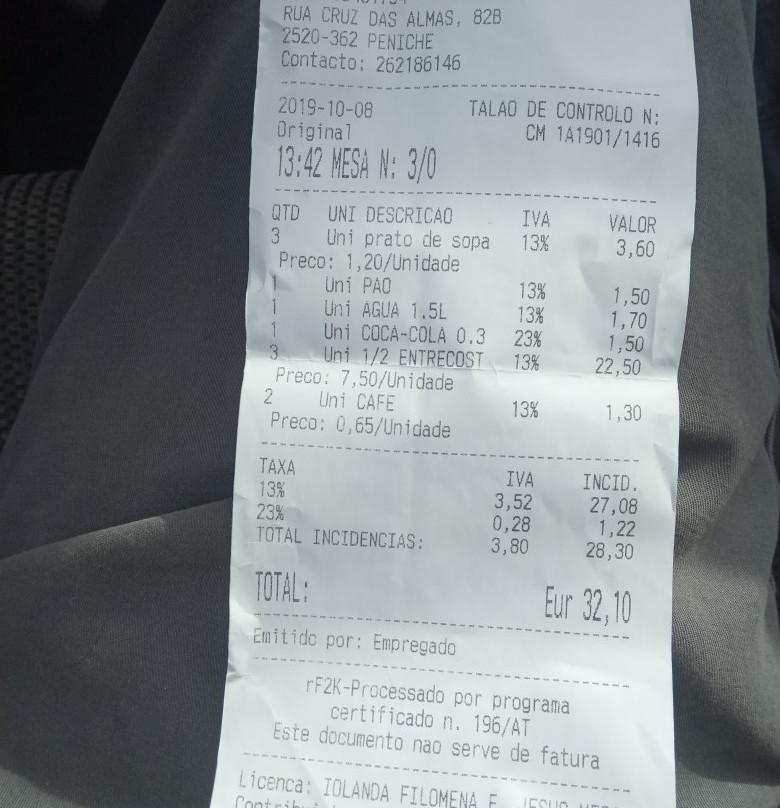 RUA CRUZ DAS ALMAS, 82B
2520-362 PENICHE
Contacto: 262186146
2019-10-08 TALAO DE CONTROLO N:
Original CM 1A1901/1416
13:42 MESA N: 3/0
QTD UNI DESCRICAO IVA VALOR
3 Uni prato de sopa 13% 3,60
Preco: 1,20/Unidade
1 Uni PAO 13% 1,50
1 Uni AGUA 1.5L 13% 1,70
1 Uni COCA-COLA 0.3 23% 1,50
3 Uni 1/2 ENTRECOST 13% 22,50
Preco: 7,50/Unidade
2 Uni CAFE 13% 1,30
Preco: 0,65/Unidade
TAXA IVA INCID.
13% 3,52 27,08
23% 0,28 1,22
TOTAL INCIDENCIAS: 3,80 28,30
TOTAL: Eur 32,10
Emitido por: Empregado
rF2K-Processado por programa
certificado n. 196/AT
Este documento nao serve de fatura
Licenca: IOLANDA FILOMENA F. JESUS